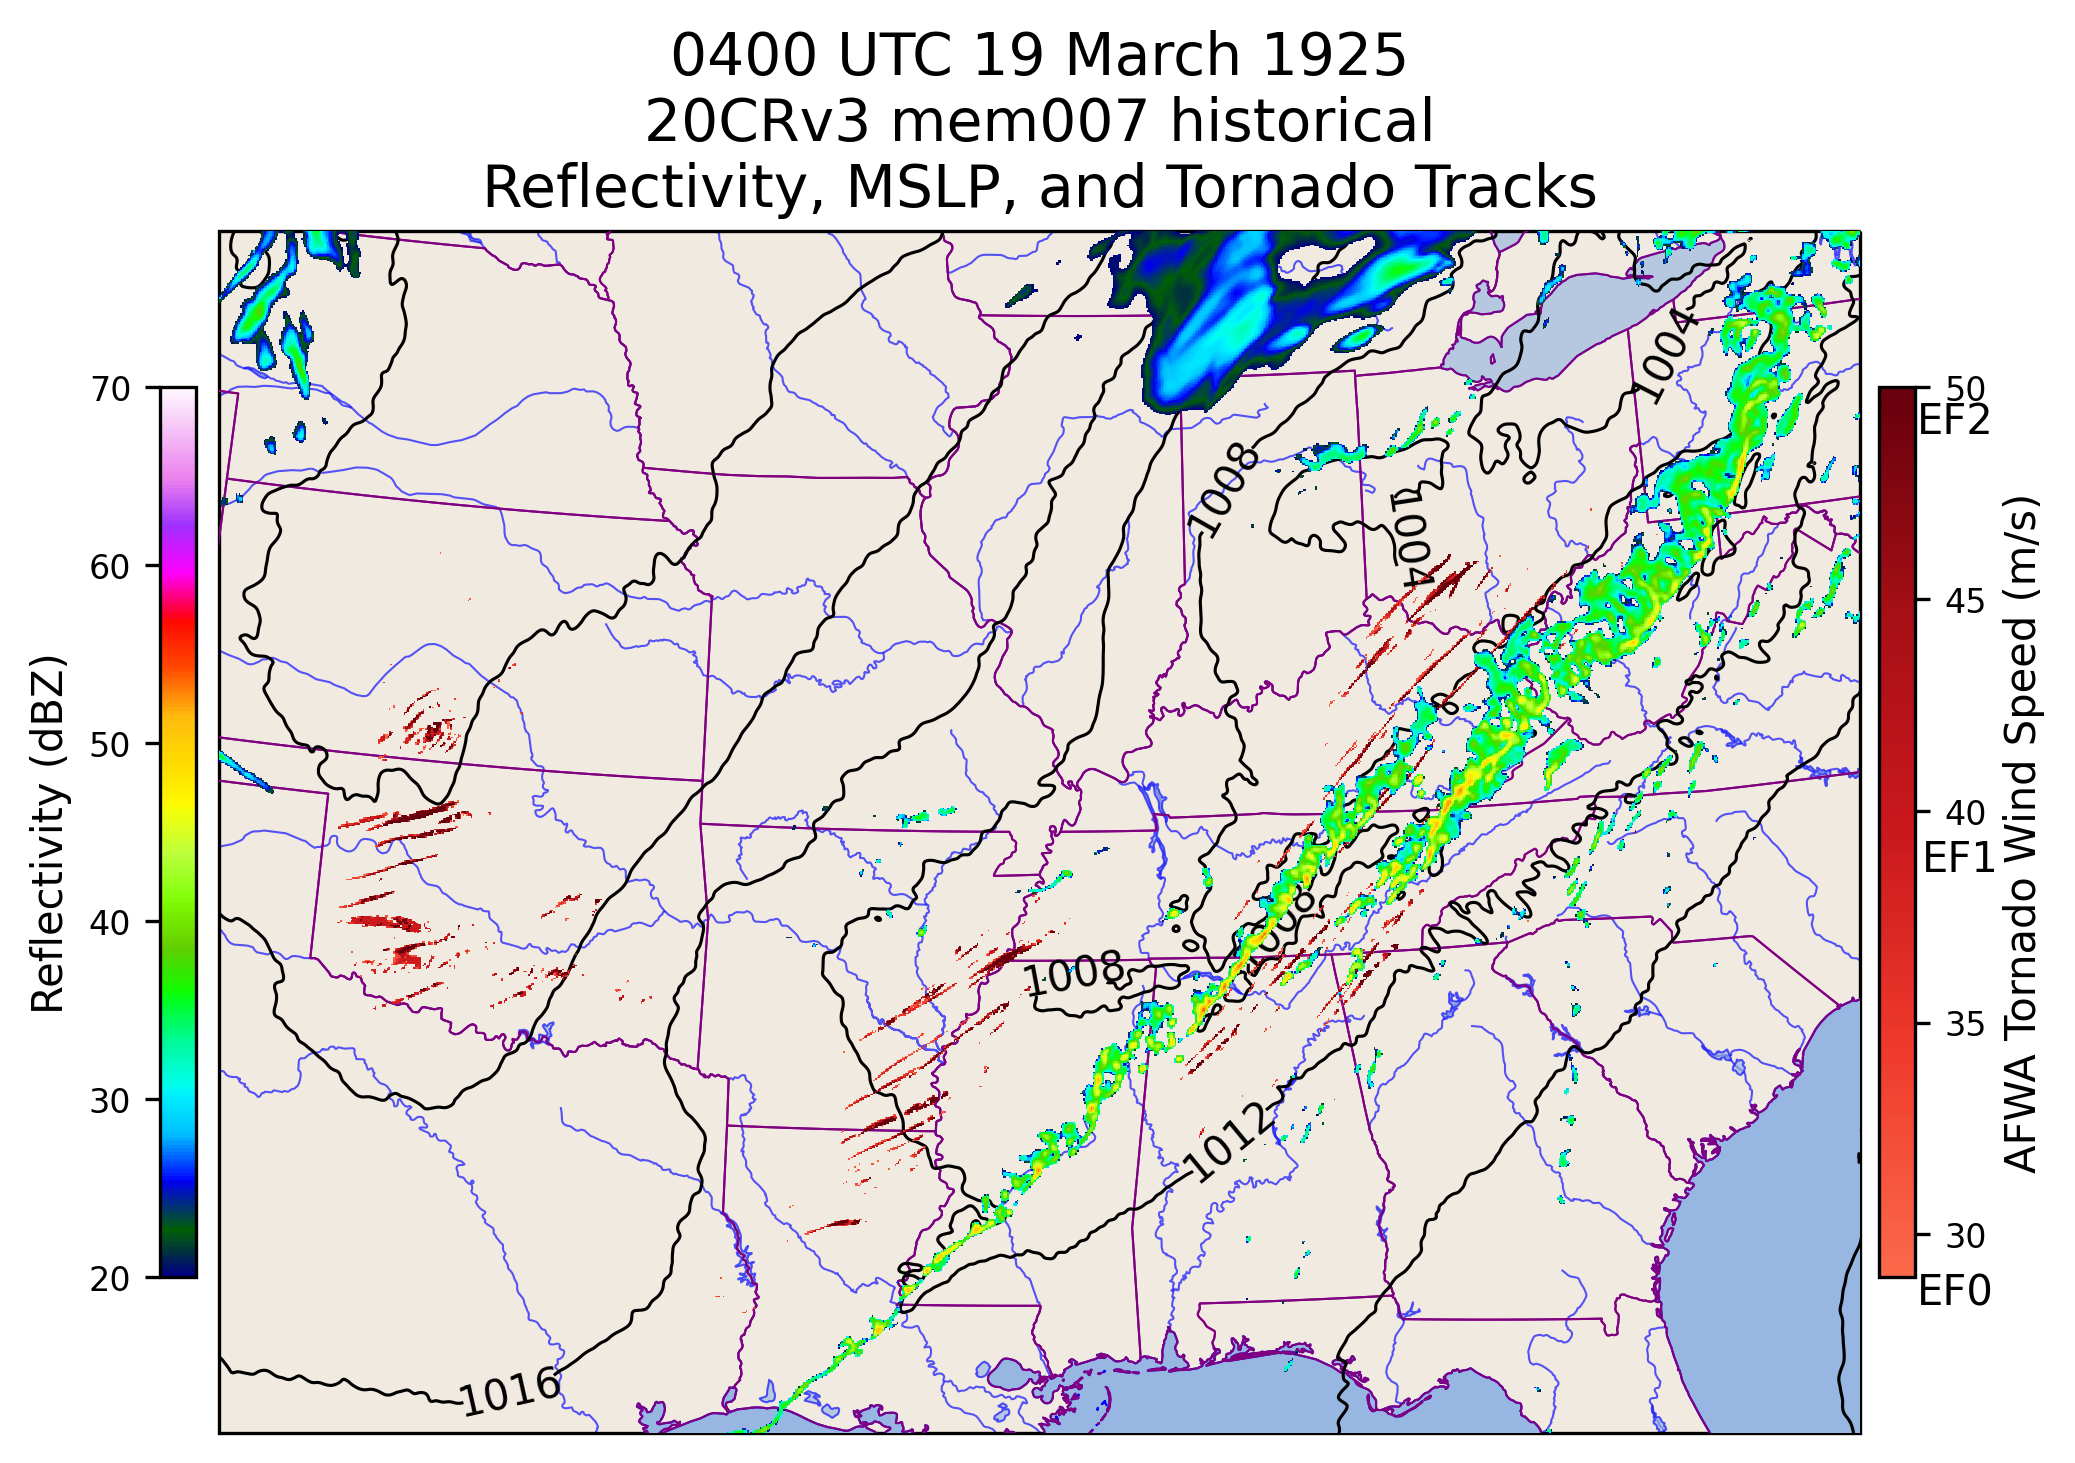 0400 UTC 19 March 1925
20CRv3 mem007 historical
Reflectivity, MSLP, and Tornado Tracks
70
60
50
40
30
20
Reflectivity (dBZ)
1004
1008
1004
1008
1008
1012
1016
50
EF2
45
40
EF1
35
30
EF0
AFWA Tornado Wind Speed (m/s)